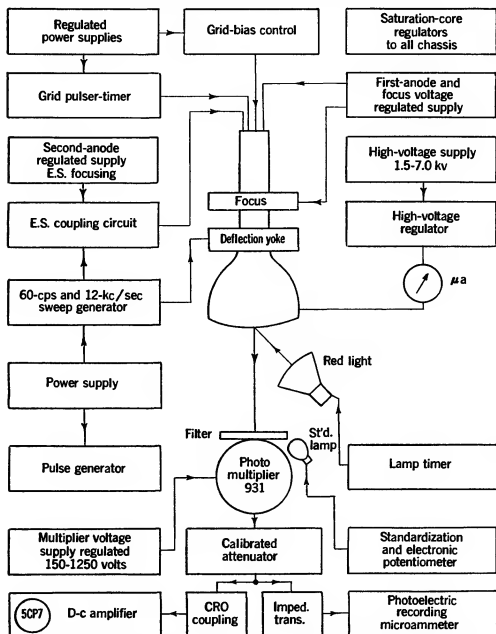 Regulated
power supplies
Grid-bias control
Saturation-core
regulators
to all chassis
Grid pulser-timer
First-anode and
focus voltage
regulated supply
Second-anode
regulated supply
E.S. focusing
High-voltage supply
1.5-7.0 kv
Focus
E.S. coupling circuit
High-voltage
regulator
Deflection yoke
μa
60-cps and 12-kc/sec
sweep generator
Red light
Power supply
Filter
St'd.
lamp
Pulse generator
Photo
multiplier
931
Lamp timer
Multiplier voltage
supply regulated
150-1250 volts
Calibrated
attenuator
Standardization
and electronic
potentiometer
5CP7
D-c amplifier
CRO
coupling
Imped.
trans.
Photoelectric
recording
microammeter